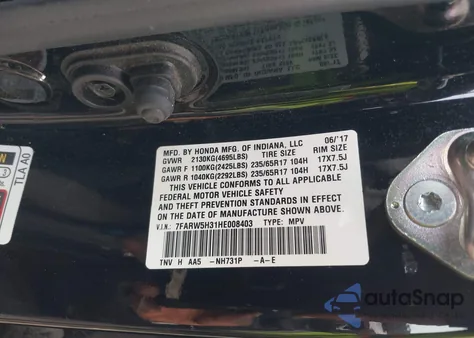 MFD. BY HONDA MFG. OF INDIANA, LLC 06/17
GVWR 2130KG(4695LBS) TIRE SIZE RIM SIZE
GAWR F 1100KG(2425LBS) 235/65R17 104H 17X7.5J
GAWR R 1040KG(2292LBS) 235/65R17 104H 17X7.5J
THIS VEHICLE CONFORMS TO ALL APPLICABLE
FEDERAL MOTOR VEHICLE SAFETY
AND THEFT PREVENTION STANDARDS IN EFFECT
ON THE DATE OF MANUFACTURE SHOWN ABOVE.
V.I.N: 7FARW5H31HE008403 TYPE: MPV
TNV H AA5 -NH731P -A-E
TLA A0
autoSnap